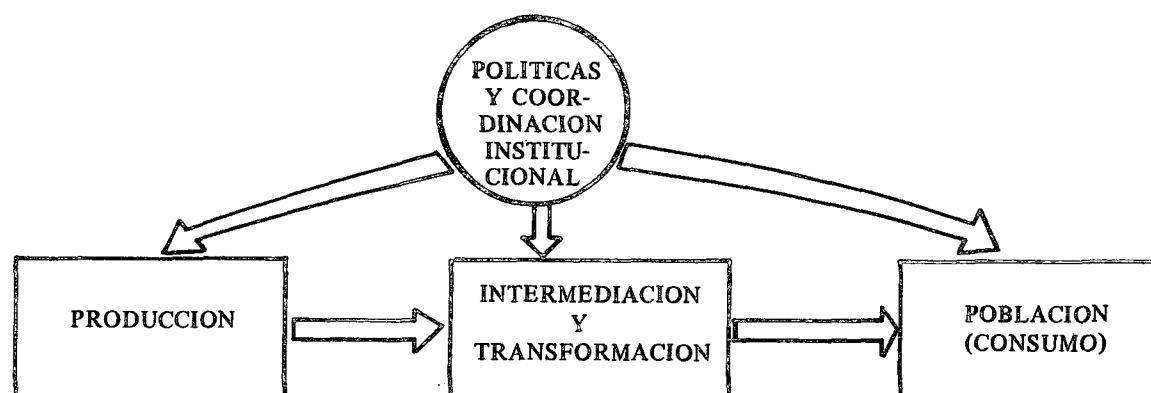 POLITICAS
Y COOR-
DINACION
INSTITU-
CIONAL
PRODUCCION
INTERMEDIACION
Y
TRANSFORMACION
POBLACION
(CONSUMO)